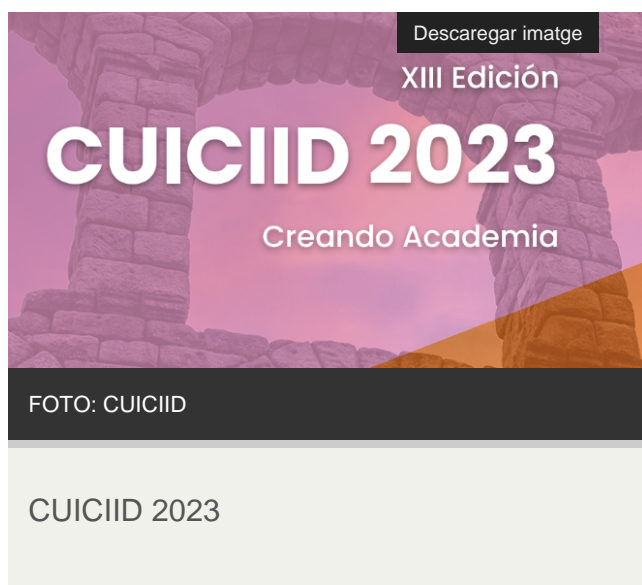 Descaregar imatge
XIII Edición
CUICIID 2023
Creando Academia
FOTO: CUICIID
CUICIID 2023